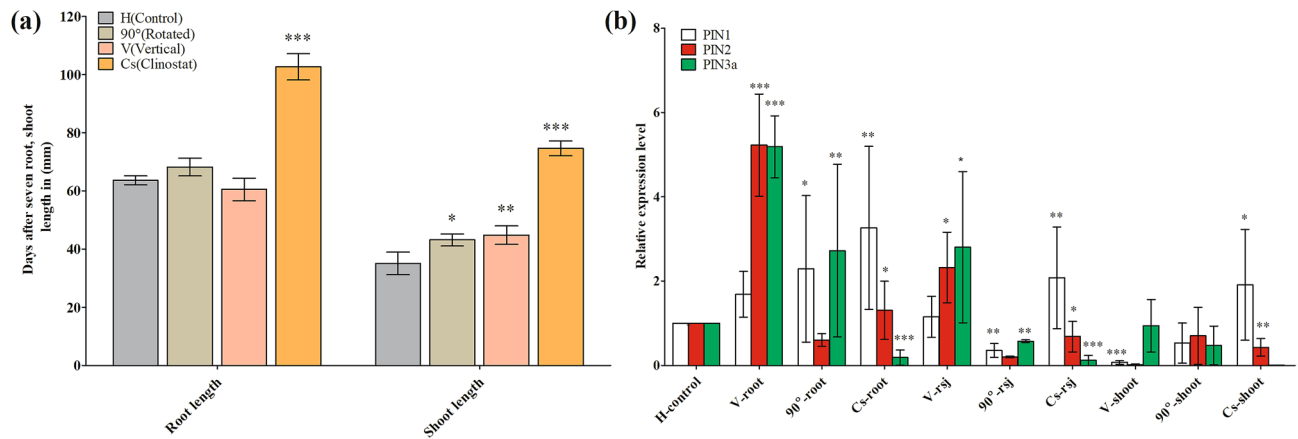 (a)
H(Control)
90°(Rotated)
V(Vertical)
Cs(Clinostat)
Days after seven root, shoot
length in (mm)
120
100
80
60
40
20
0
***
*
**
***
Root length
Shoot length
(b)
PIN1
PIN2
PIN3a
Relative expression level
8
6
4
2
0
***
***
*
**
**
*
***
*
*
**
**
**
*
***
***
*
**
H-control
V-root
90°-root
Cs-root
V-rsj
90°-rsj
Cs-rsj
V-shoot
90°-shoot
Cs-shoot